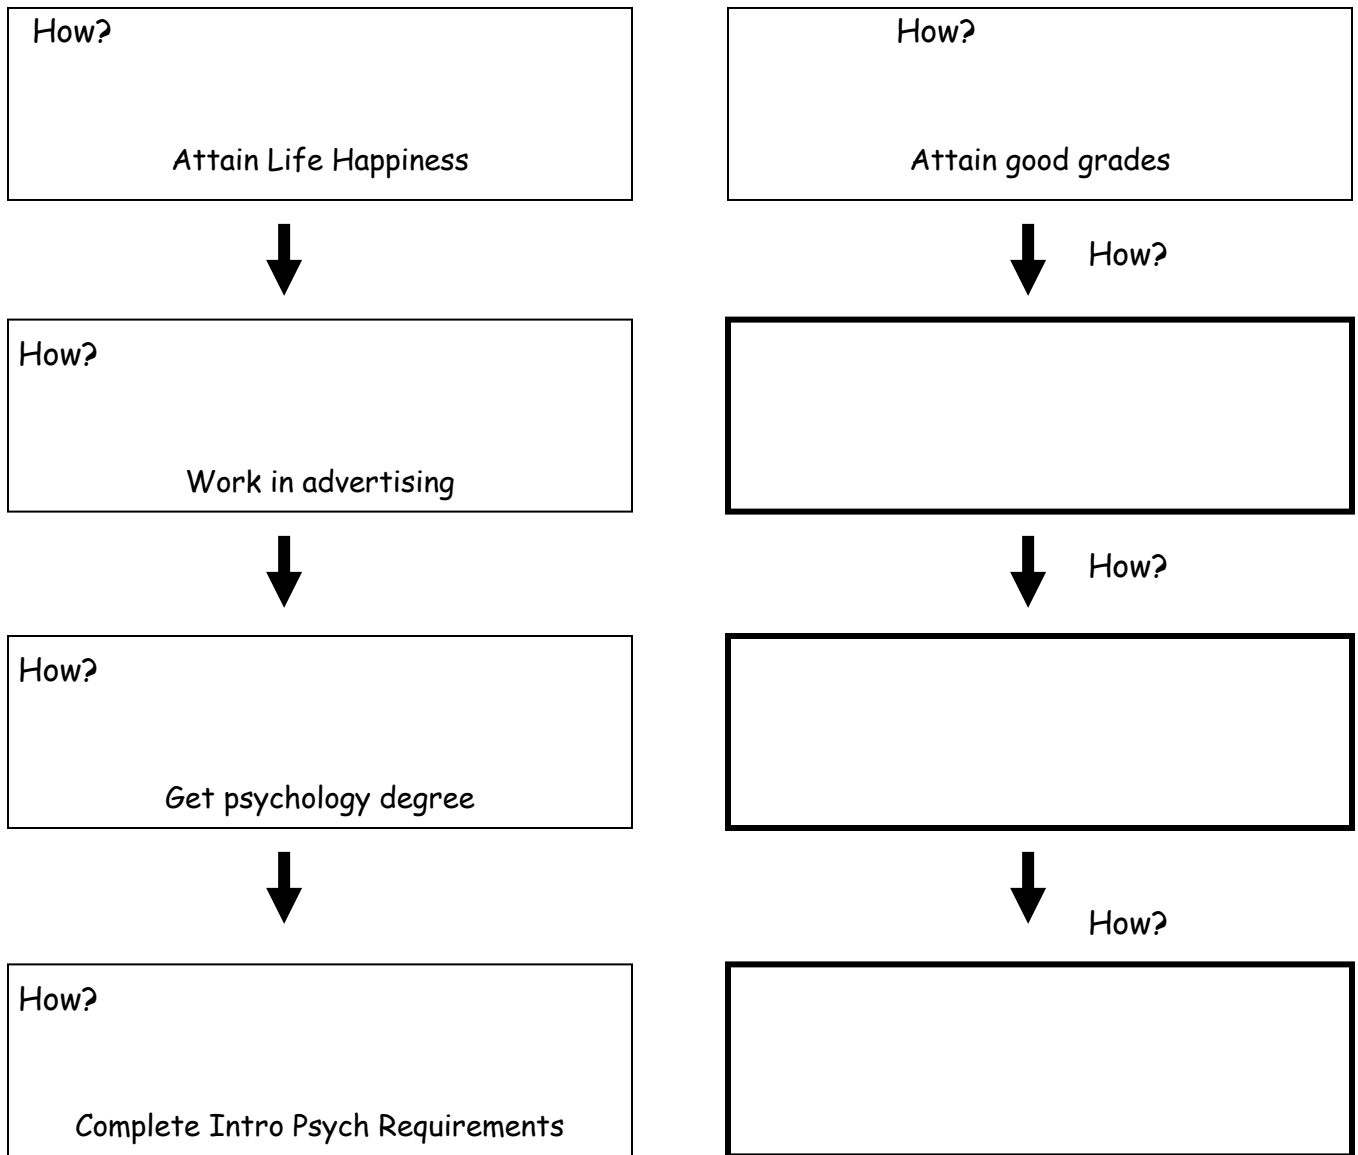 How?
Attain Life Happiness
How?
Attain good grades
How?
How?
Work in advertising
How?
How?
Get psychology degree
How?
How?
Complete Intro Psych Requirements